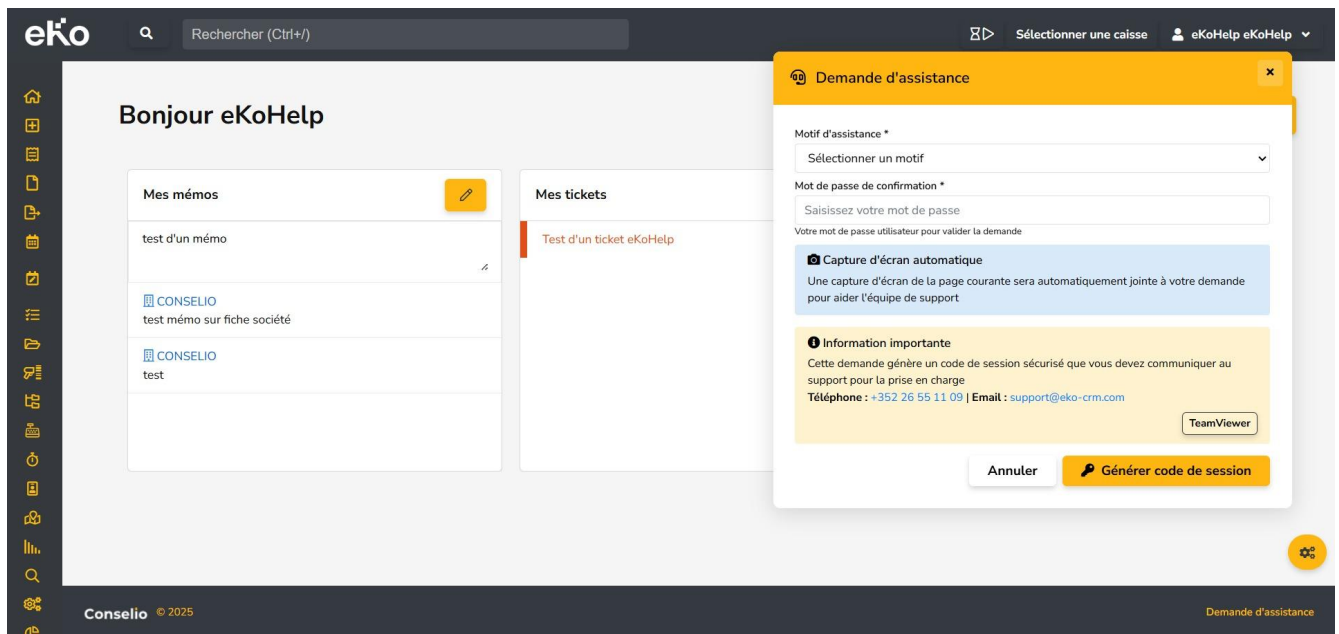 eKo
Rechercher (Ctrl+/)
Sélectionner une caisse
eKoHelp eKoHelp
Bonjour eKoHelp
Mes mémos
test d'un mémo
CONSELIO
test mémo sur fiche société
CONSELIO
test
Mes tickets
Test d'un ticket eKoHelp
Demande d'assistance
Motif d'assistance *
Sélectionner un motif
Mot de passe de confirmation *
Saisissez votre mot de passe
Votre mot de passe utilisateur pour valider la demande
Capture d'écran automatique
Une capture d'écran de la page courante sera automatiquement jointe à votre demande
pour aider l'équipe de support
Information importante
Cette demande génère un code de session sécurisé que vous devez communiquer au
support pour la prise en charge
Téléphone : +352 26 55 11 09 | Email : support@eko-crm.com
TeamViewer
Annuler
Générer code de session
Conselio © 2025
Demande d'assistance